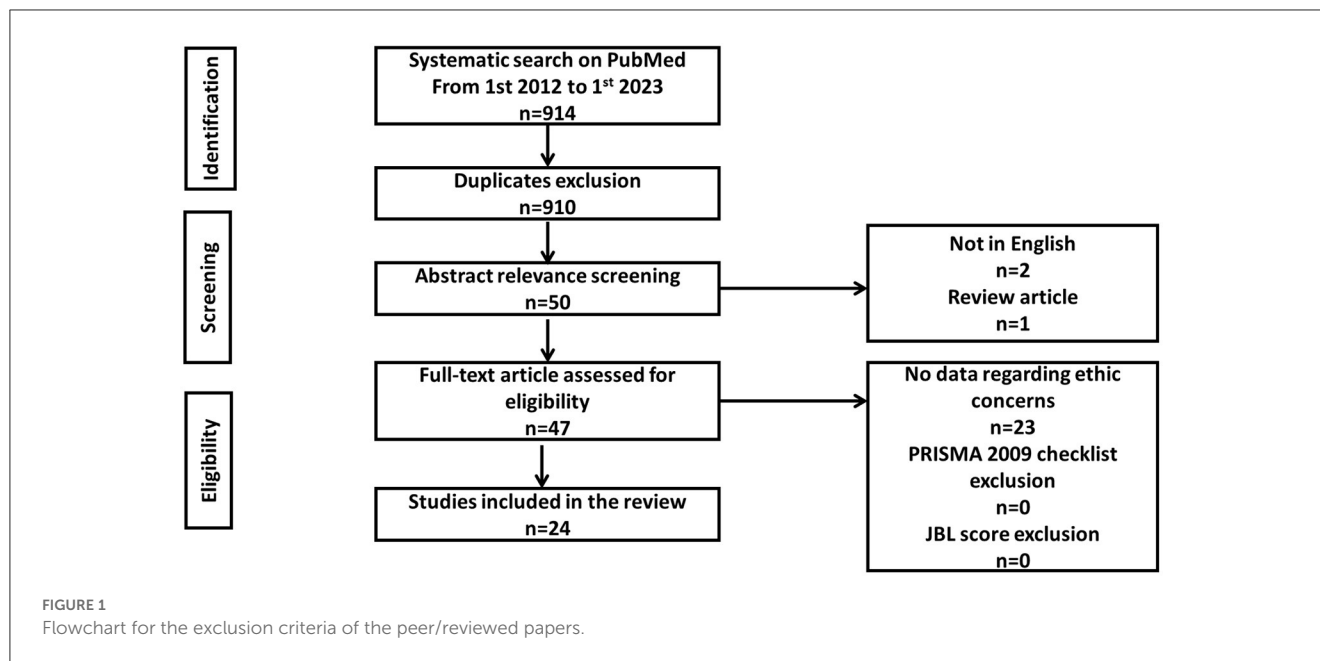 Identification
Systematic search on PubMed
From 1st 2012 to 1st 2023
n=914
Duplicates exclusion
n=910
Screening
Abstract relevance screening
n=50
Not in English
n=2
Review article
n=1
Eligibility
Full-text article assessed for
eligibility
n=47
No data regarding ethic
concerns
n=23
PRISMA 2009 checklist
exclusion
n=0
JBL score exclusion
n=0
Studies included in the review
n=24
FIGURE 1
Flowchart for the exclusion criteria of the peer/reviewed papers.